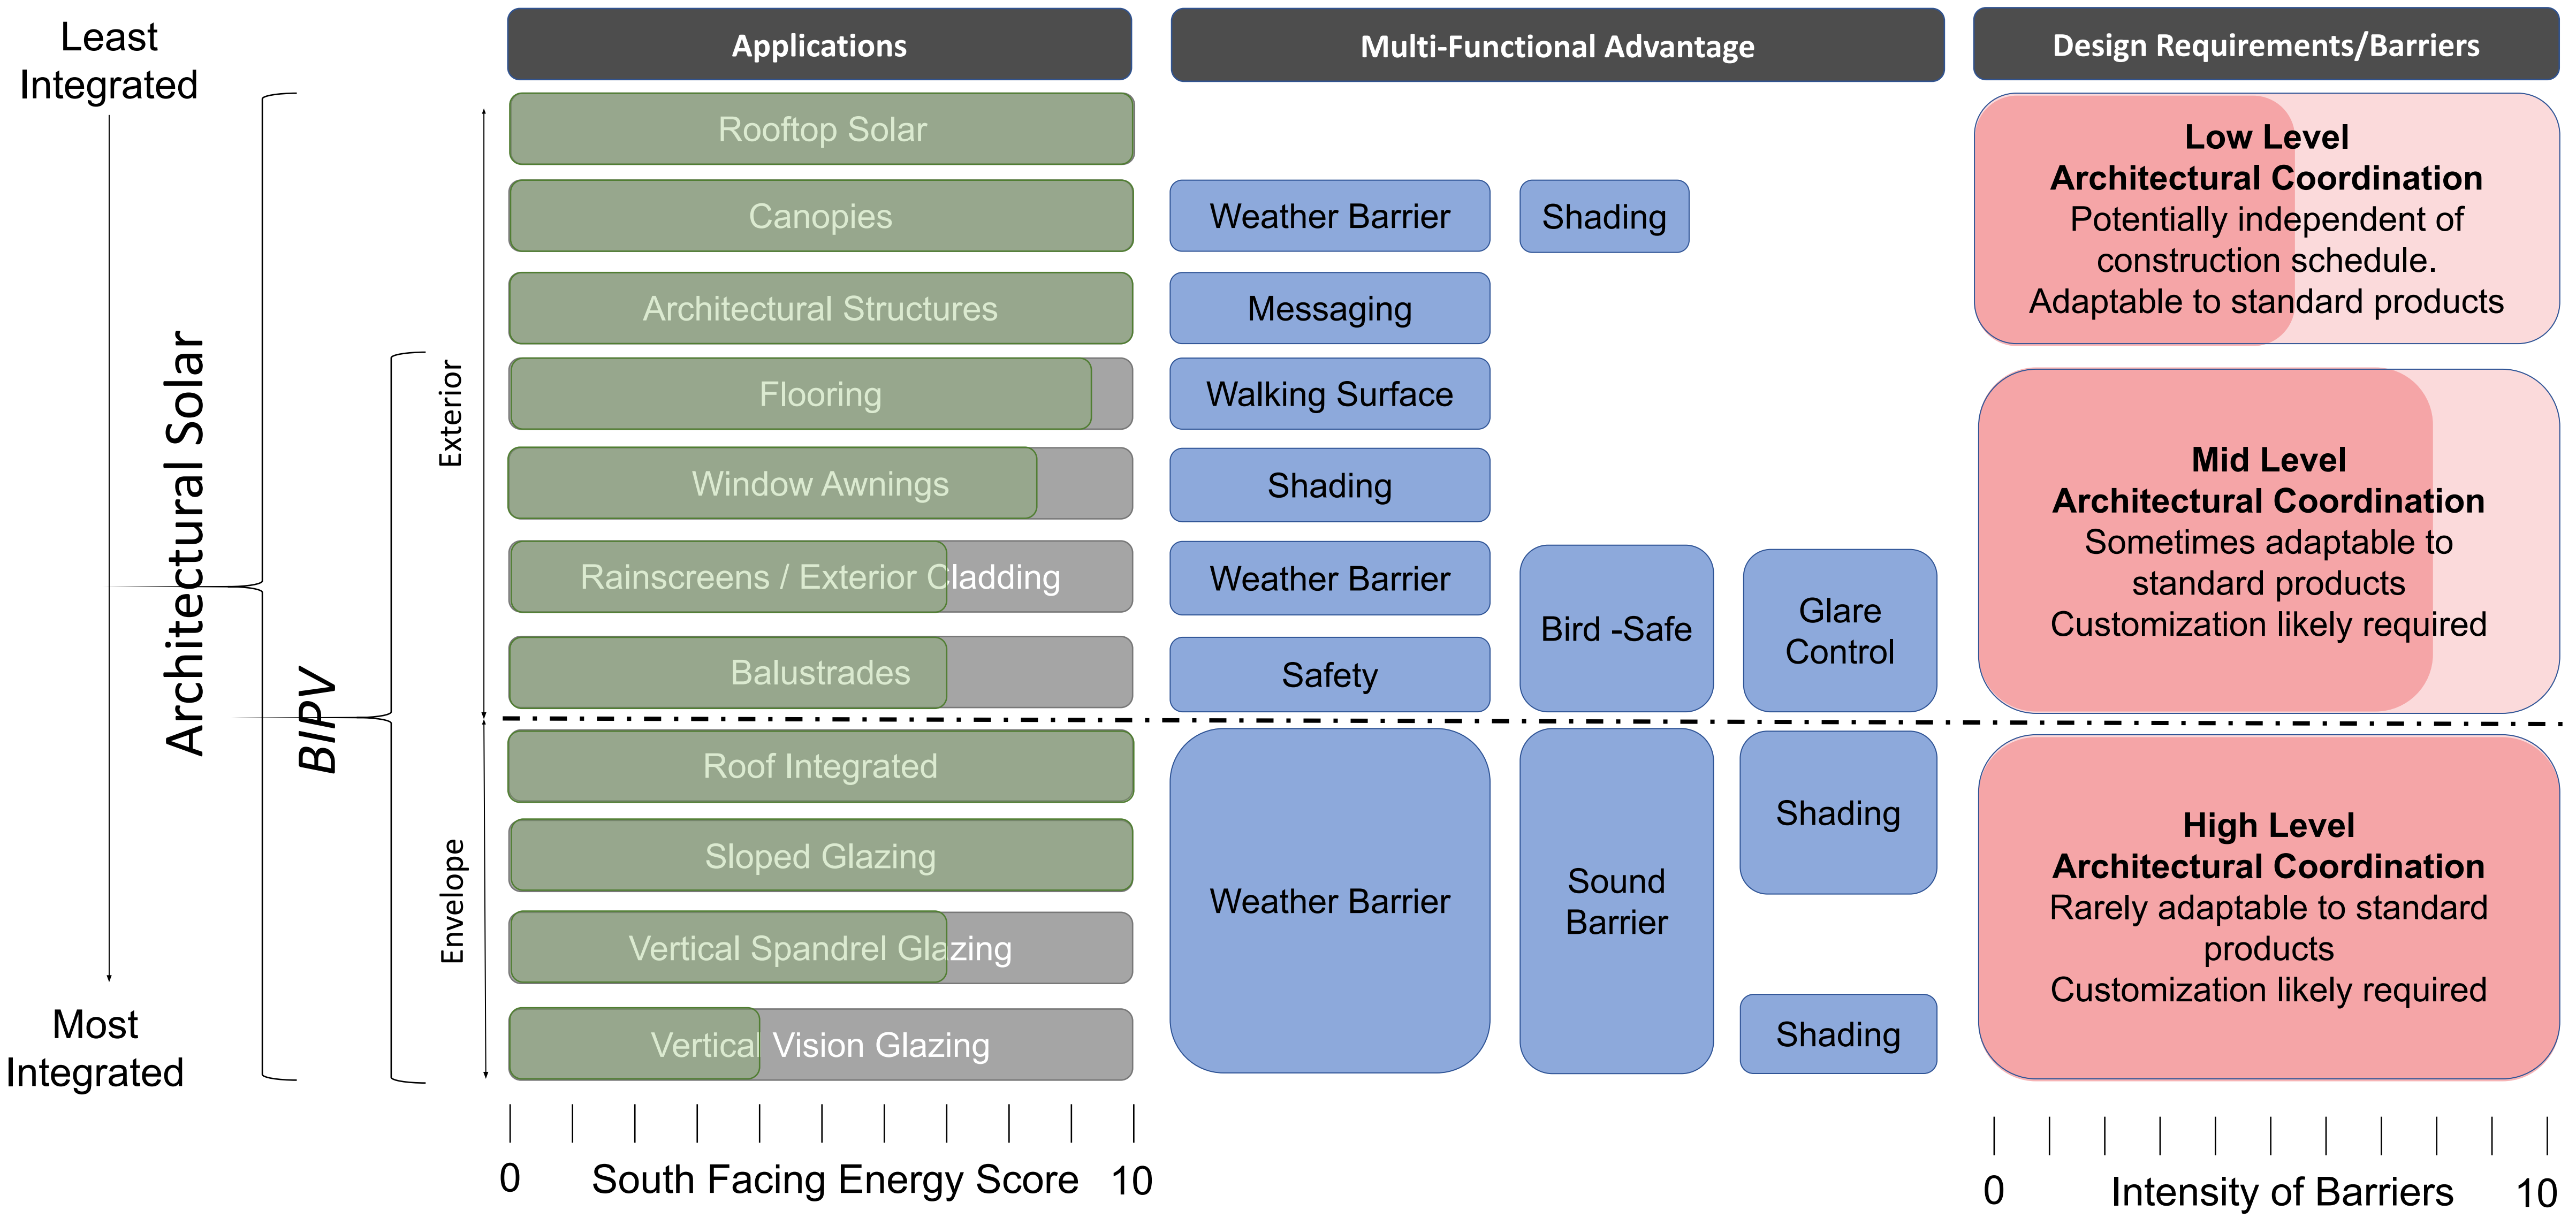 Least
Integrated
Most
Integrated
Architectural Solar
BIPV
Exterior
Envelope
Applications
Rooftop Solar
Canopies
Architectural Structures
Flooring
Window Awnings
Rainscreens / Exterior Cladding
Balustrades
Roof Integrated
Sloped Glazing
Vertical Spandrel Glazing
Vertical Vision Glazing
0 South Facing Energy Score 10
Multi-Functional Advantage
Weather Barrier
Shading
Messaging
Walking Surface
Shading
Weather Barrier
Safety
Bird -Safe
Glare
Control
Weather Barrier
Sound
Barrier
Shading
Shading
Design Requirements/Barriers
Low Level
Architectural Coordination
Potentially independent of
construction schedule.
Adaptable to standard products
Mid Level
Architectural Coordination
Sometimes adaptable to
standard products
Customization likely required
High Level
Architectural Coordination
Rarely adaptable to standard
products
Customization likely required
0 Intensity of Barriers 10